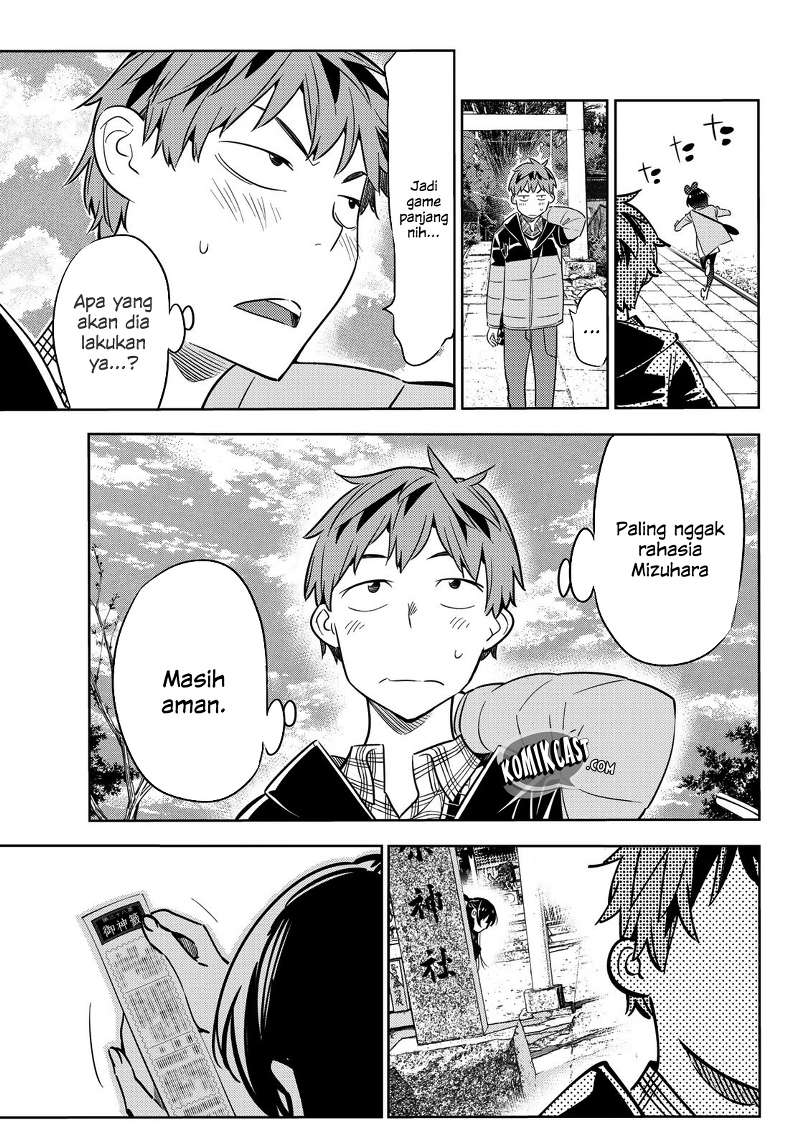 ...
Jadi
game
panjang
nih...
Apa yang
akan dia
lakukan
ya...?
Paling nggak
rahasia
Mizuhara
Masih
aman.
KOMIKCAST
.COM
神社
御神籤